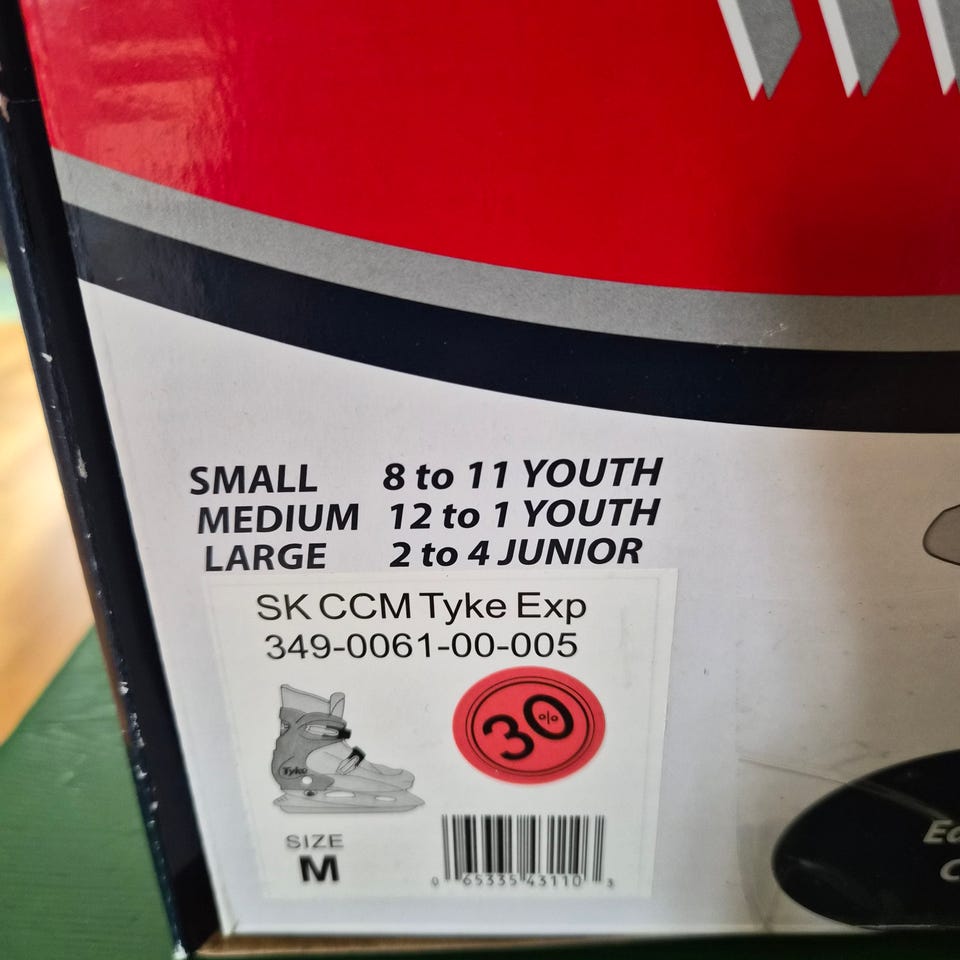 SMALL 8 to 11 YOUTH
MEDIUM 12 to 1 YOUTH
LARGE 2 to 4 JUNIOR
SK CCM Tyke Exp
349-0061-00-005
30%
Tyke
SIZE
M
0 65335 43110 3